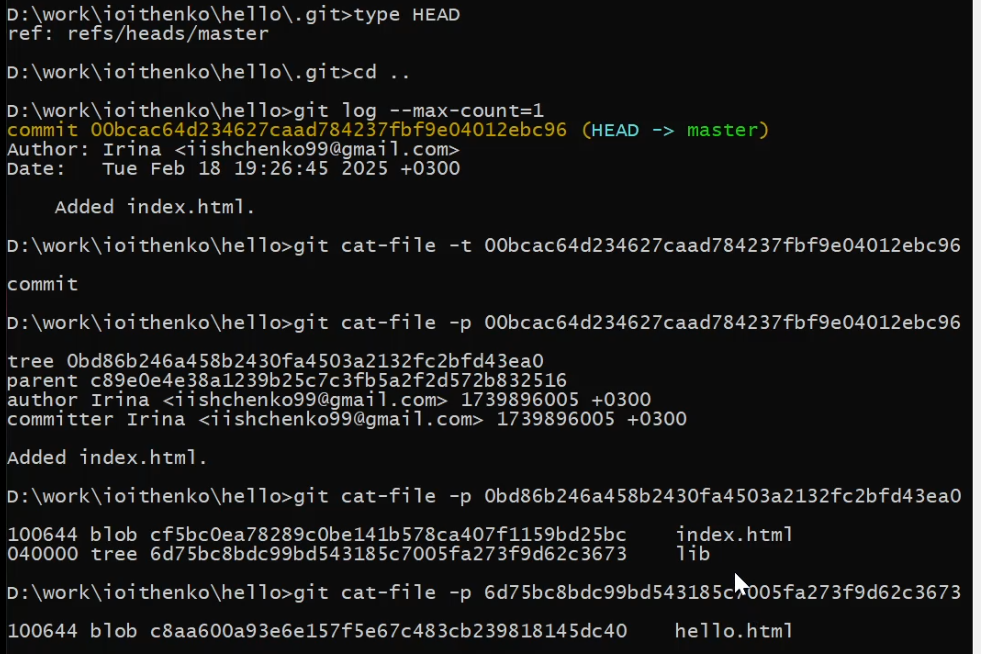 D:\work\ioithenko\hello\.git>type HEAD
ref: refs/heads/master
D:\work\ioithenko\hello\.git>cd ..
D:\work\ioithenko\hello>git log --max-count=1
commit 00bcac64d234627caad784237fbf9e04012ebc96 (HEAD -> master)
Author: Irina <iishchenko99@gmail.com>
Date:   Tue Feb 18 19:26:45 2025 +0300
    Added index.html.
D:\work\ioithenko\hello>git cat-file -t 00bcac64d234627caad784237fbf9e04012ebc96
commit
D:\work\ioithenko\hello>git cat-file -p 00bcac64d234627caad784237fbf9e04012ebc96
tree 0bd86b246a458b2430fa4503a2132fc2bfd43ea0
parent c89e0e4e38a1239b25c7c3fb5a2f2d572b832516
author Irina <iishchenko99@gmail.com> 1739896005 +0300
committer Irina <iishchenko99@gmail.com> 1739896005 +0300
Added index.html.
D:\work\ioithenko\hello>git cat-file -p 0bd86b246a458b2430fa4503a2132fc2bfd43ea0
100644 blob cf5bc0ea78289c0be141b578ca407f1159bd25bc    index.html
040000 tree 6d75bc8bdc99bd543185c7005fa273f9d62c3673    lib
D:\work\ioithenko\hello>git cat-file -p 6d75bc8bdc99bd543185c7005fa273f9d62c3673
100644 blob c8aa600a93e6e157f5e67c483cb239818145dc40    hello.html